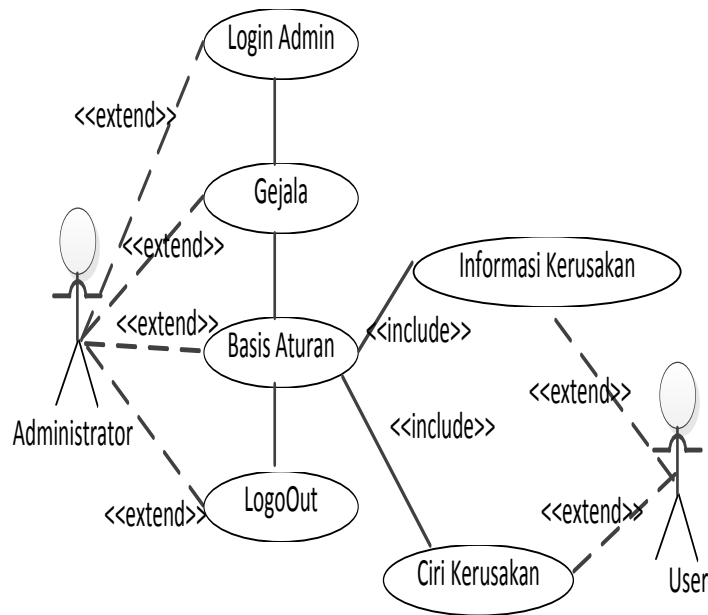 Login Admin
<<extend>>
Gejala
<<extend>>
Informasi Kerusakan
<<extend>>
Basis Aturan
<<include>>
<<extend>>
Administrator
<<include>>
LogoOut
<<extend>>
<<extend>>
Ciri Kerusakan
User